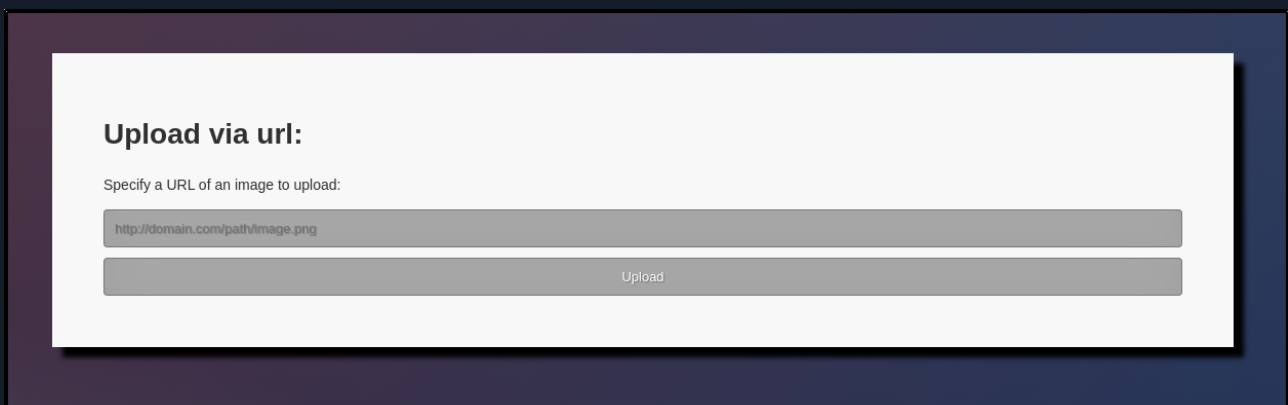 Upload via url:
Specify a URL of an image to upload:
http://domain.com/path/image.png
Upload